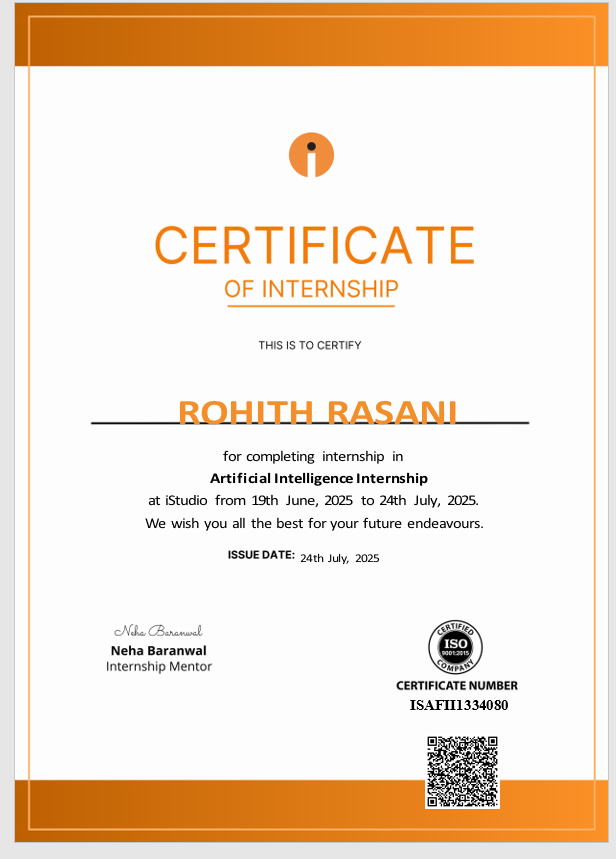 CERTIFICATE
OF INTERNSHIP
THIS IS TO CERTIFY
ROHITH RASANI
for completing internship in
Artificial Intelligence Internship
at iStudio from 19th June, 2025 to 24th July, 2025.
We wish you all the best for your future endeavours.
ISSUE DATE: 24th July, 2025
Neha Baranwal
Neha Baranwal
Internship Mentor
CERTIFIED
ISO
9001:2015
COMPANY
CERTIFICATE NUMBER
ISAFII1334080